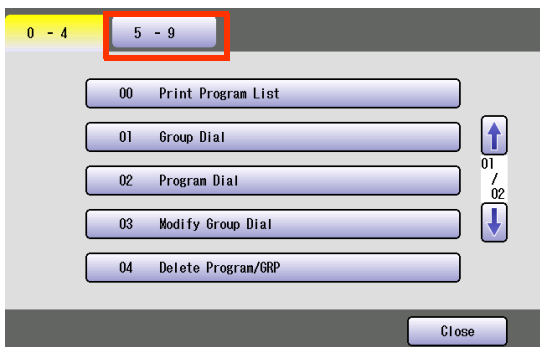 0 - 4 5 - 9
00 Print Program List
01 Group Dial
02 Program Dial
03 Modify Group Dial
04 Delete Program/GRP
01
/
02
Close